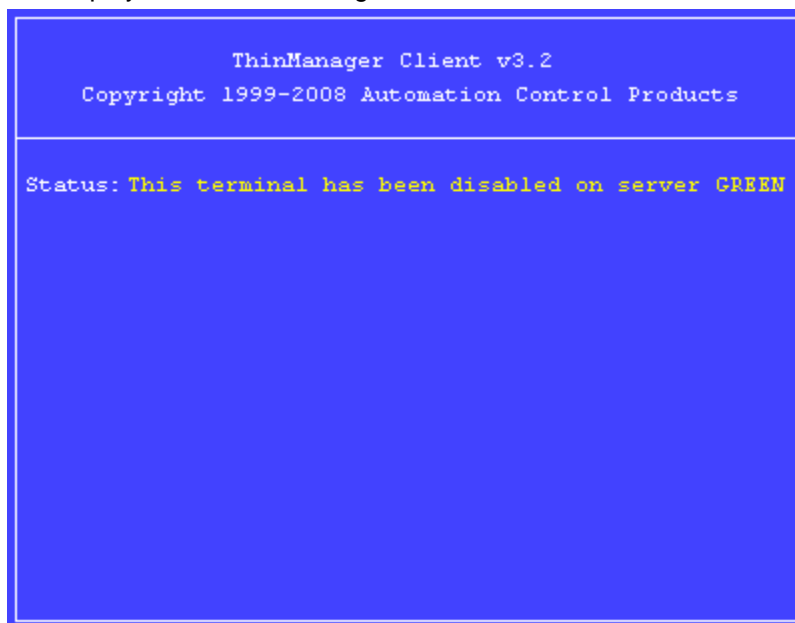 ThinManager Client v3.2
Copyright 1999-2008 Automation Control Products
Status: This terminal has been disabled on server GREEN